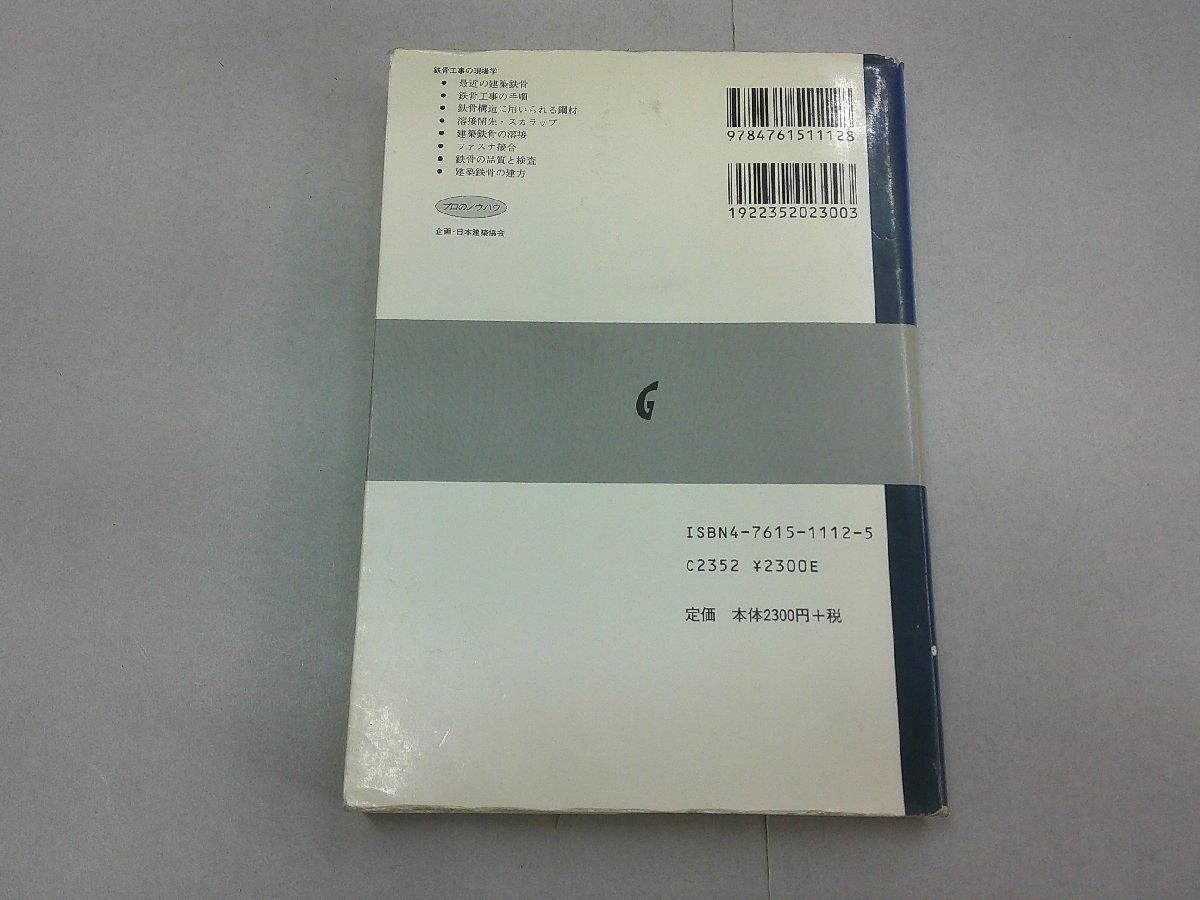 鉄骨工事の現場学
● 最近の建築鉄骨
● 鉄骨工事の手順
● 鉄骨構造に用いられる鋼材
● 溶接開先・スカラップ
● 建築鉄骨の溶接
● ファスナ接合
● 鉄骨の品質と検査
● 建築鉄骨の建方
プロのノウハウ
企画・日本建築協会
9784761511128
1922352023003
G
ISBN4-7615-1112-5
C2352 ¥2300E
定価 本体2300円+税